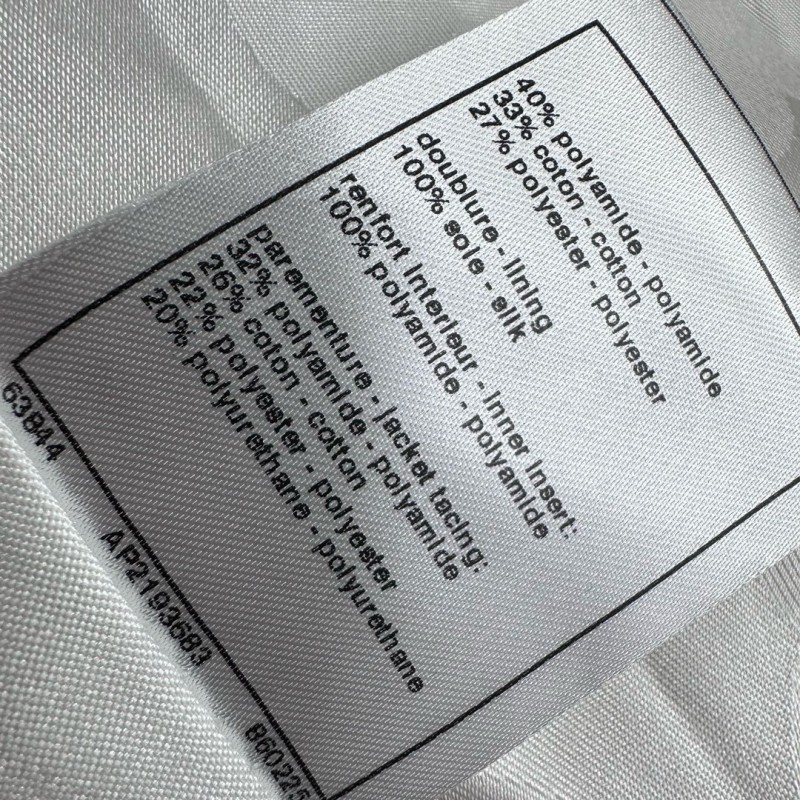 40% polyamide - polyamide
33% coton - cotton
27% polyester - polyester
doublure - lining
100% soie - silk
renfort interieur - inner insert:
100% polyamide - polyamide
parementure - jacket facing:
32% polyamide - polyamide
26% coton - cotton
22% polyester - polyester
20% polyurethane - polyurethane
63B44
AP2193683
B60225